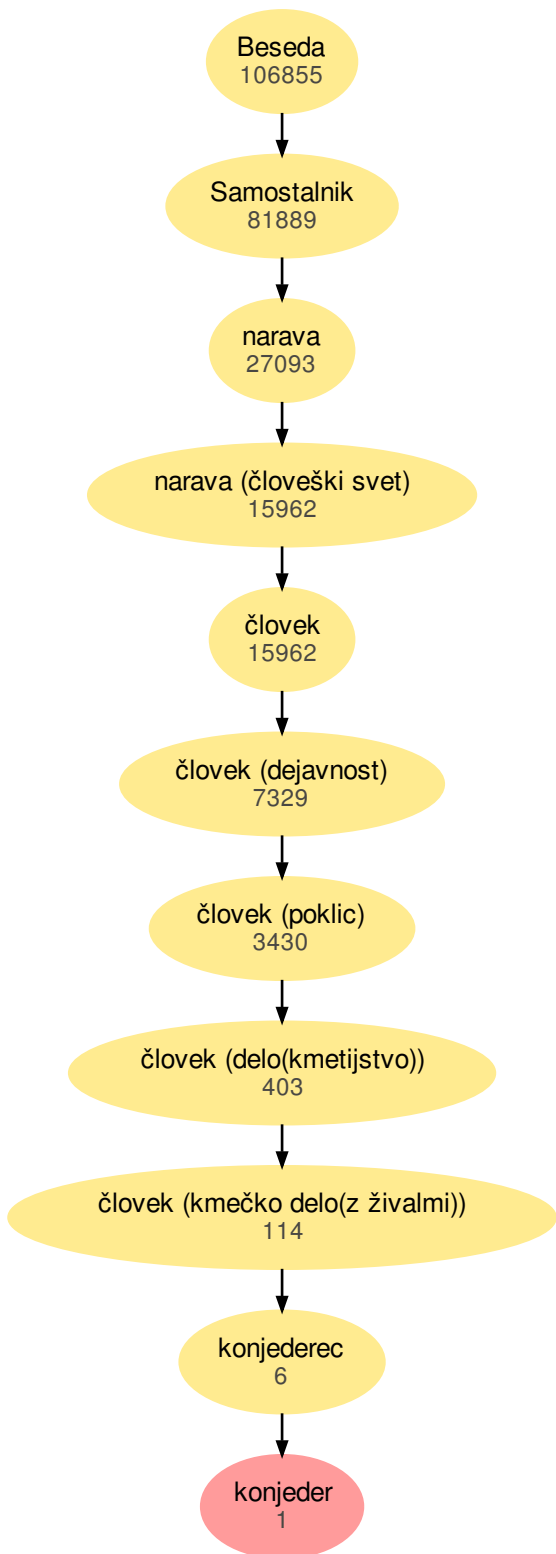 Beseda
106855
Samostalnik
81889
narava
27093
narava (človeški svet)
15962
človek
15962
človek (dejavnost)
7329
človek (poklic)
3430
človek (delo(kmetijstvo))
403
človek (kmečko delo(z živalmi))
114
konjederec
6
konjeder
1